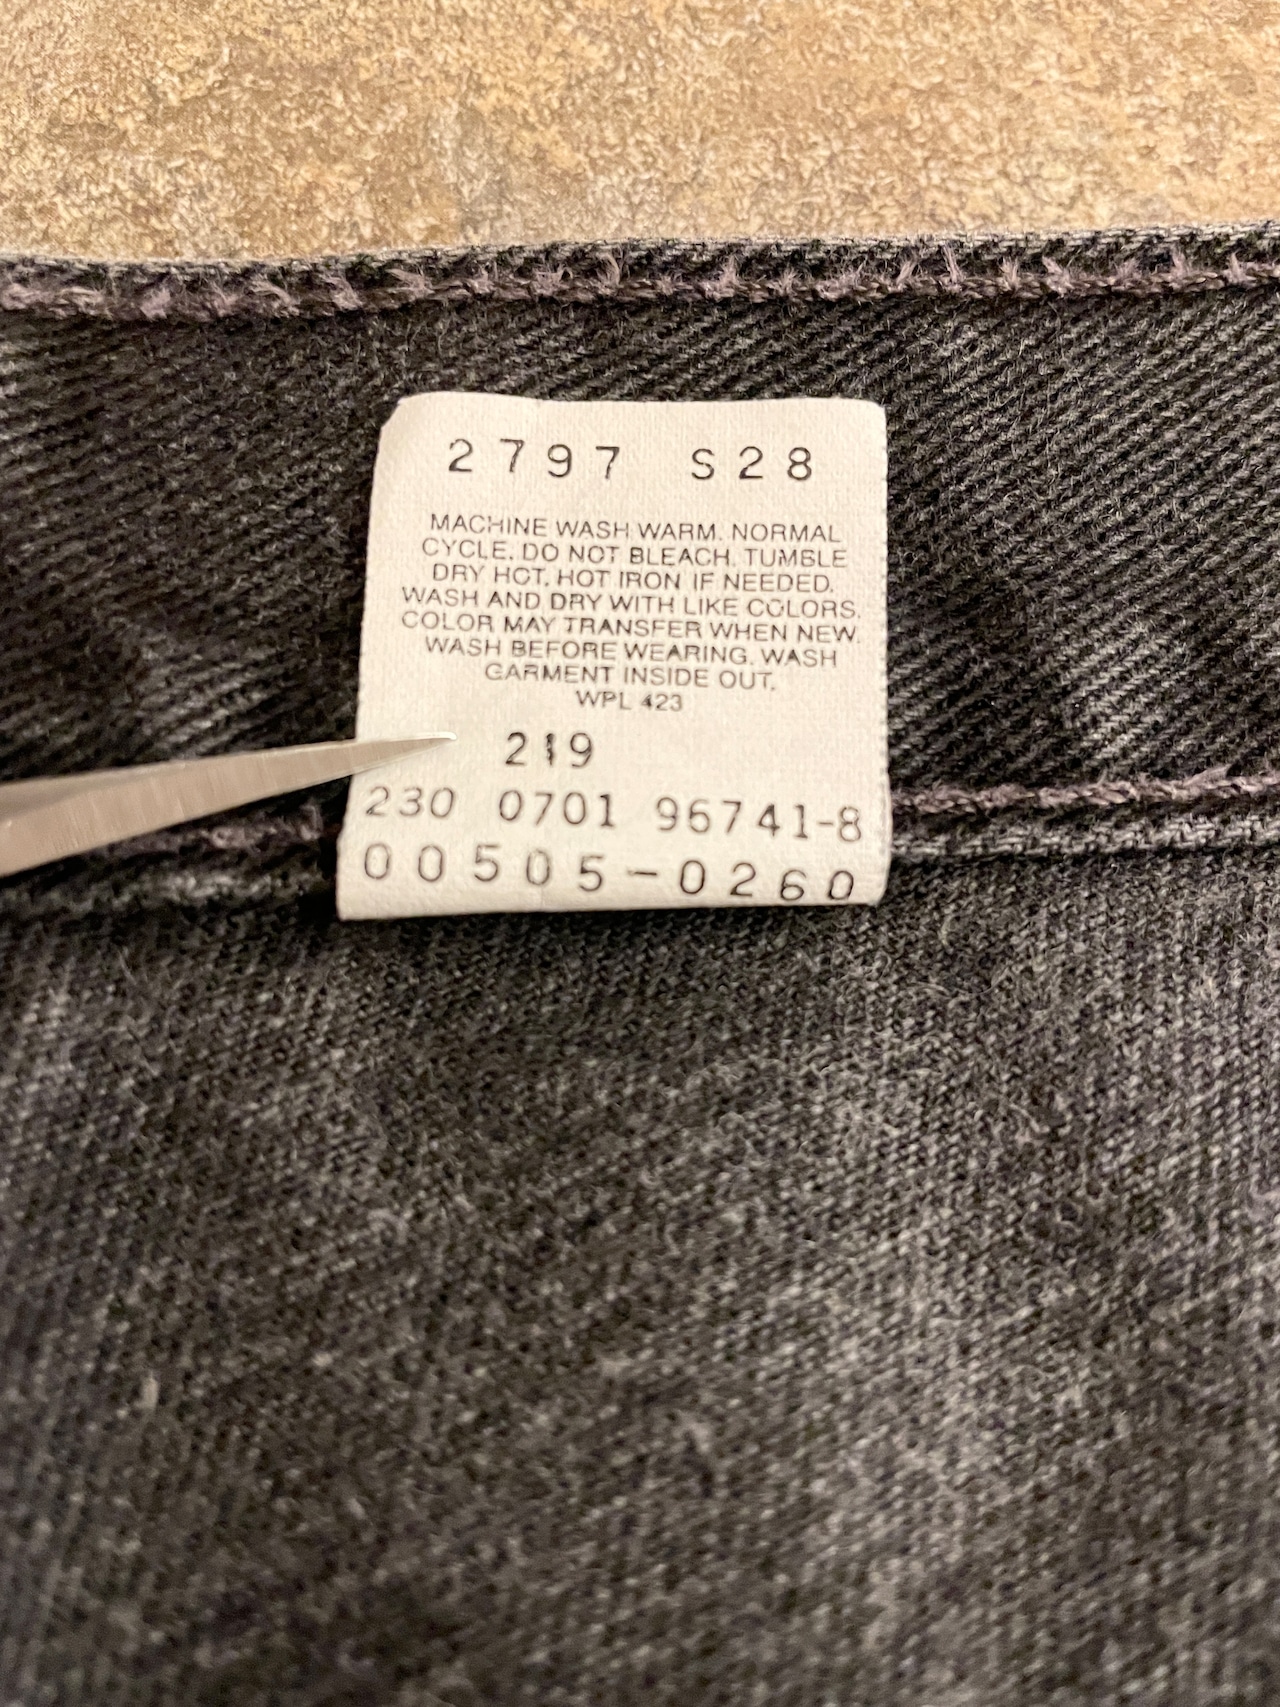 2797 S28
MACHINE WASH WARM. NORMAL
CYCLE. DO NOT BLEACH. TUMBLE
DRY HOT. HOT IRON IF NEEDED.
WASH AND DRY WITH LIKE COLORS.
COLOR MAY TRANSFER WHEN NEW.
WASH BEFORE WEARING. WASH
GARMENT INSIDE OUT.
WPL 423
219
230 0701 96741-8
00505-0260